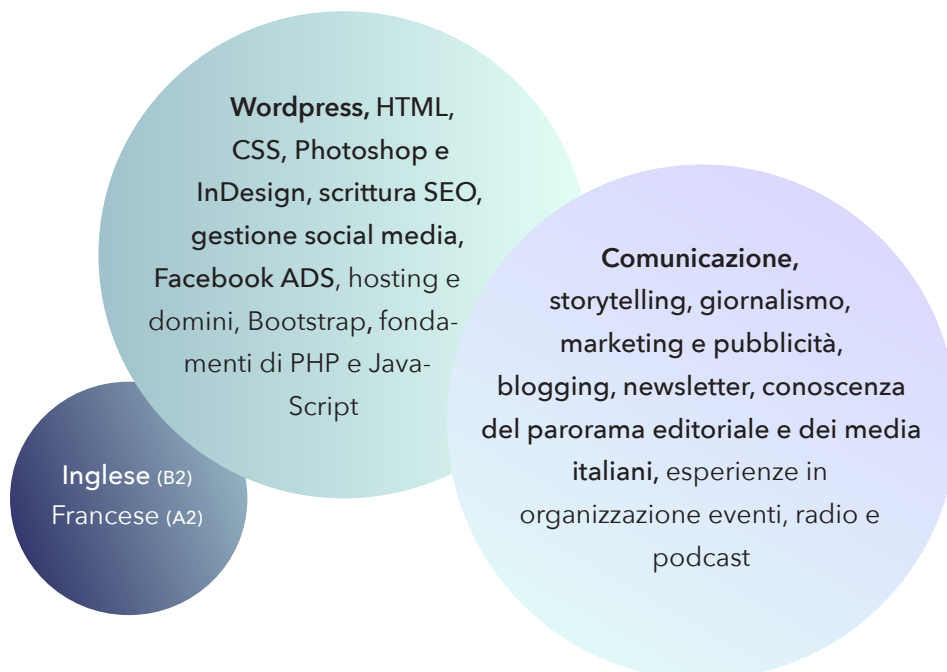 Wordpress, HTML,
CSS, Photoshop e
InDesign, scrittura SEO,
gestione social media,
Facebook ADS, hosting e
domini, Bootstrap, fonda-
menti di PHP e Java-
Script
Comunicazione,
storytelling, giornalismo,
marketing e pubblicità,
blogging, newsletter, conoscenza
del parorama editoriale e dei media
italiani, esperienze in
organizzazione eventi, radio e
podcast
Inglese (B2)
Francese (A2)